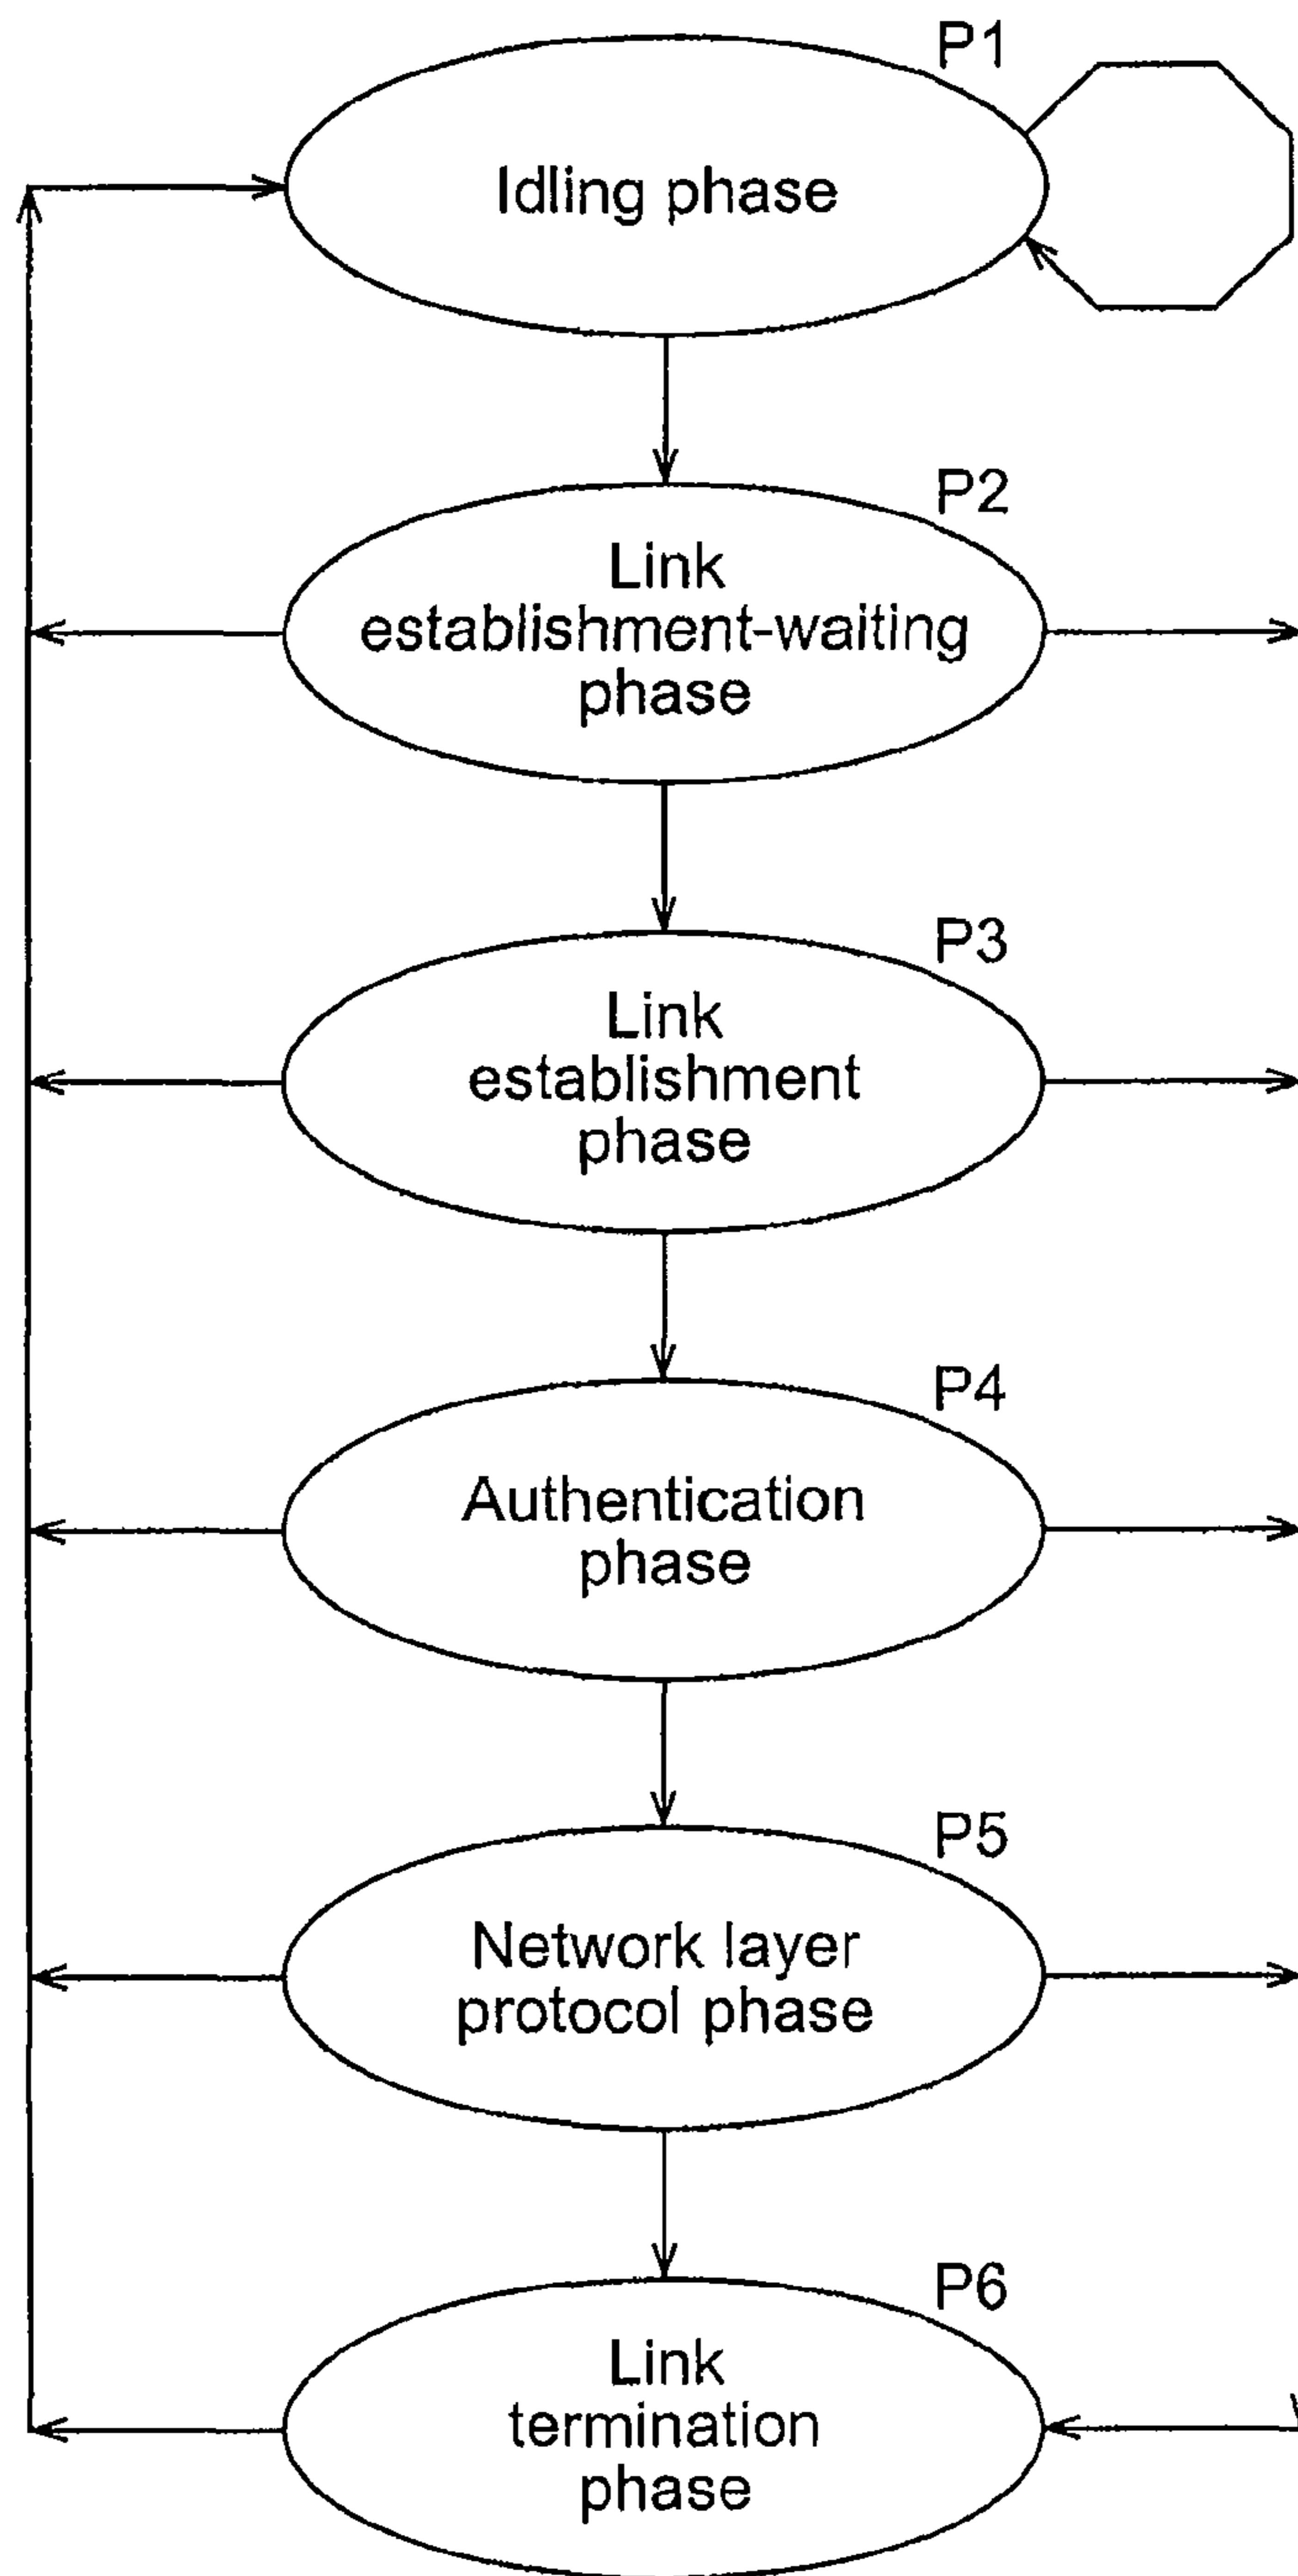 P1
Idling phase
P2
Link
establishment-waiting
phase
P3
Link
establishment
phase
P4
Authentication
phase
P5
Network layer
protocol phase
P6
Link
termination
phase